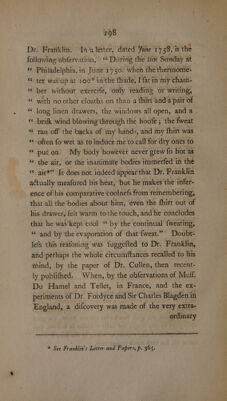 198
Dr. Franklin. In a letter, dated June 1758, is the
following observation, "During the hot Sunday at
" Philadelphia, in June 1750. when the thermome-
" ter was up at 100° in the shade, I sat in my cham-
" ber without exercise, only reading or writing,
" with no other cloaths on than a shirt and a pair of
" long linen drawers, the windows all open, and a
" brisk wind blowing through the house; the sweat
" ran off the backs of my hands, and my shirt was
" often so wet as to induce me to call for dry ones to
" put on. My body however never grew so hot as
" the air, or the inanimate bodies immersed in the
" air*" It does not indeed appear that Dr. Franklin
actually measured his heat, but he makes the infer-
ence of his comparative coolness from remembering,
that all the bodies about him, even the shirt out of
his drawer, felt warm to the touch, and he concludes
that he was kept cool " by the continual sweating,
" and by the evaporation of that sweat." Doubt-
less this reasoning was suggested to Dr. Franklin,
and perhaps the whole circumstances recalled to his
mind, by the paper of Dr. Cullen, then recent-
ly published. When, by the observations of Mess.
Du Hamel and Tellet, in France, and the ex-
periments of Dr. Fordyce and Sir Charles Blagden in
England, a discovery was made of the very extra-
ordinary
* See Franklin's Letter and Papers, p. 365.